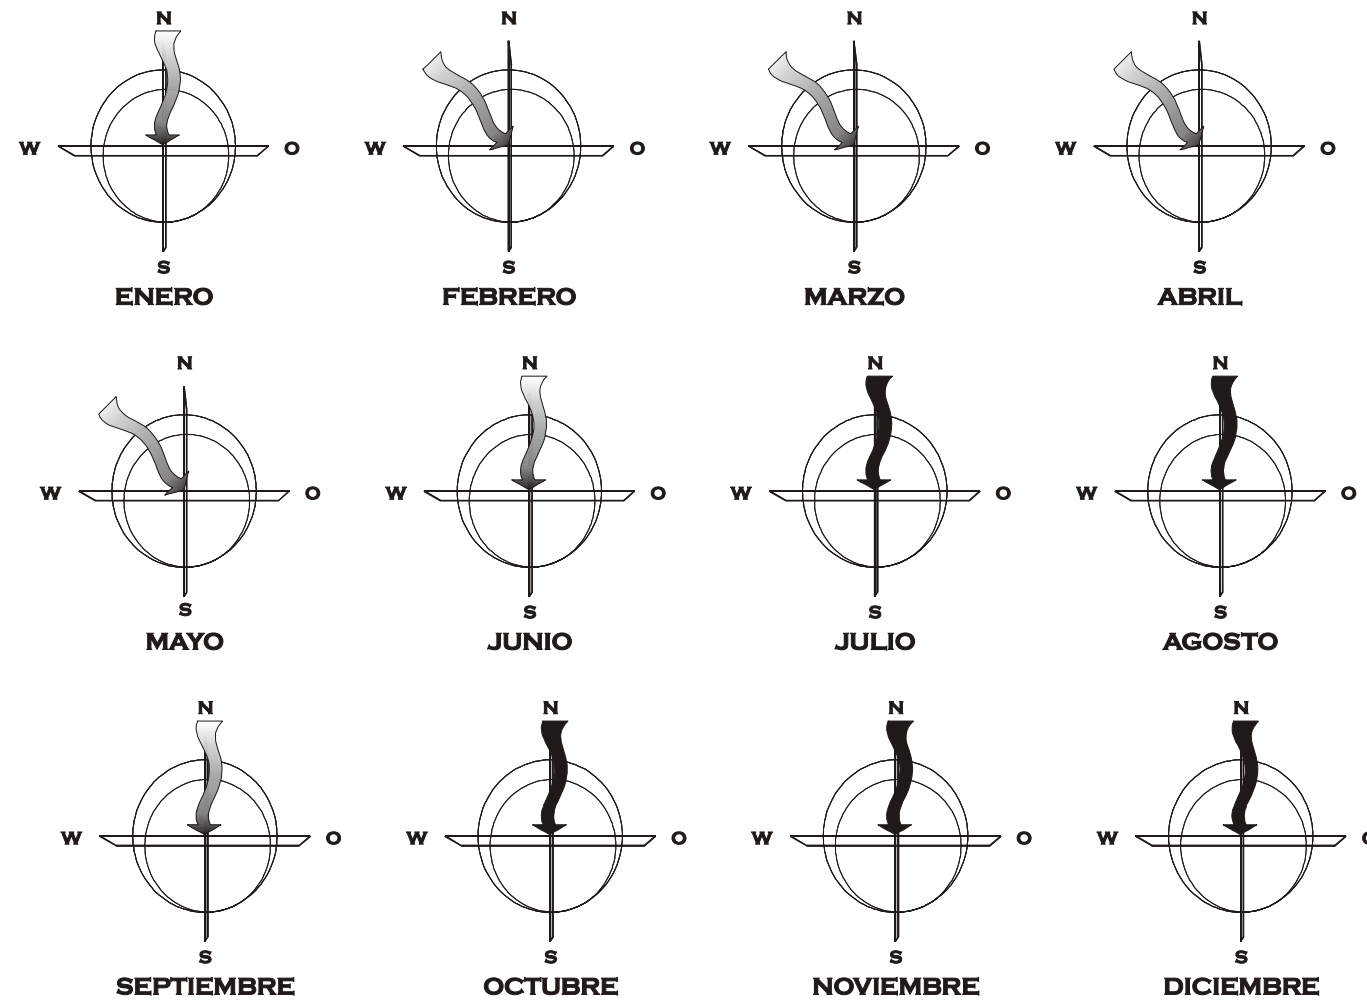 N N N N
W O W O W O W O
S S S S
ENERO FEBRERO MARZO ABRIL
N N N N
W O W O W O W O
S S S S
MAYO JUNIO JULIO AGOSTO
N N N N
W O W O W O W O
S S S S
SEPTIEMBRE OCTUBRE NOVIEMBRE DICIEMBRE